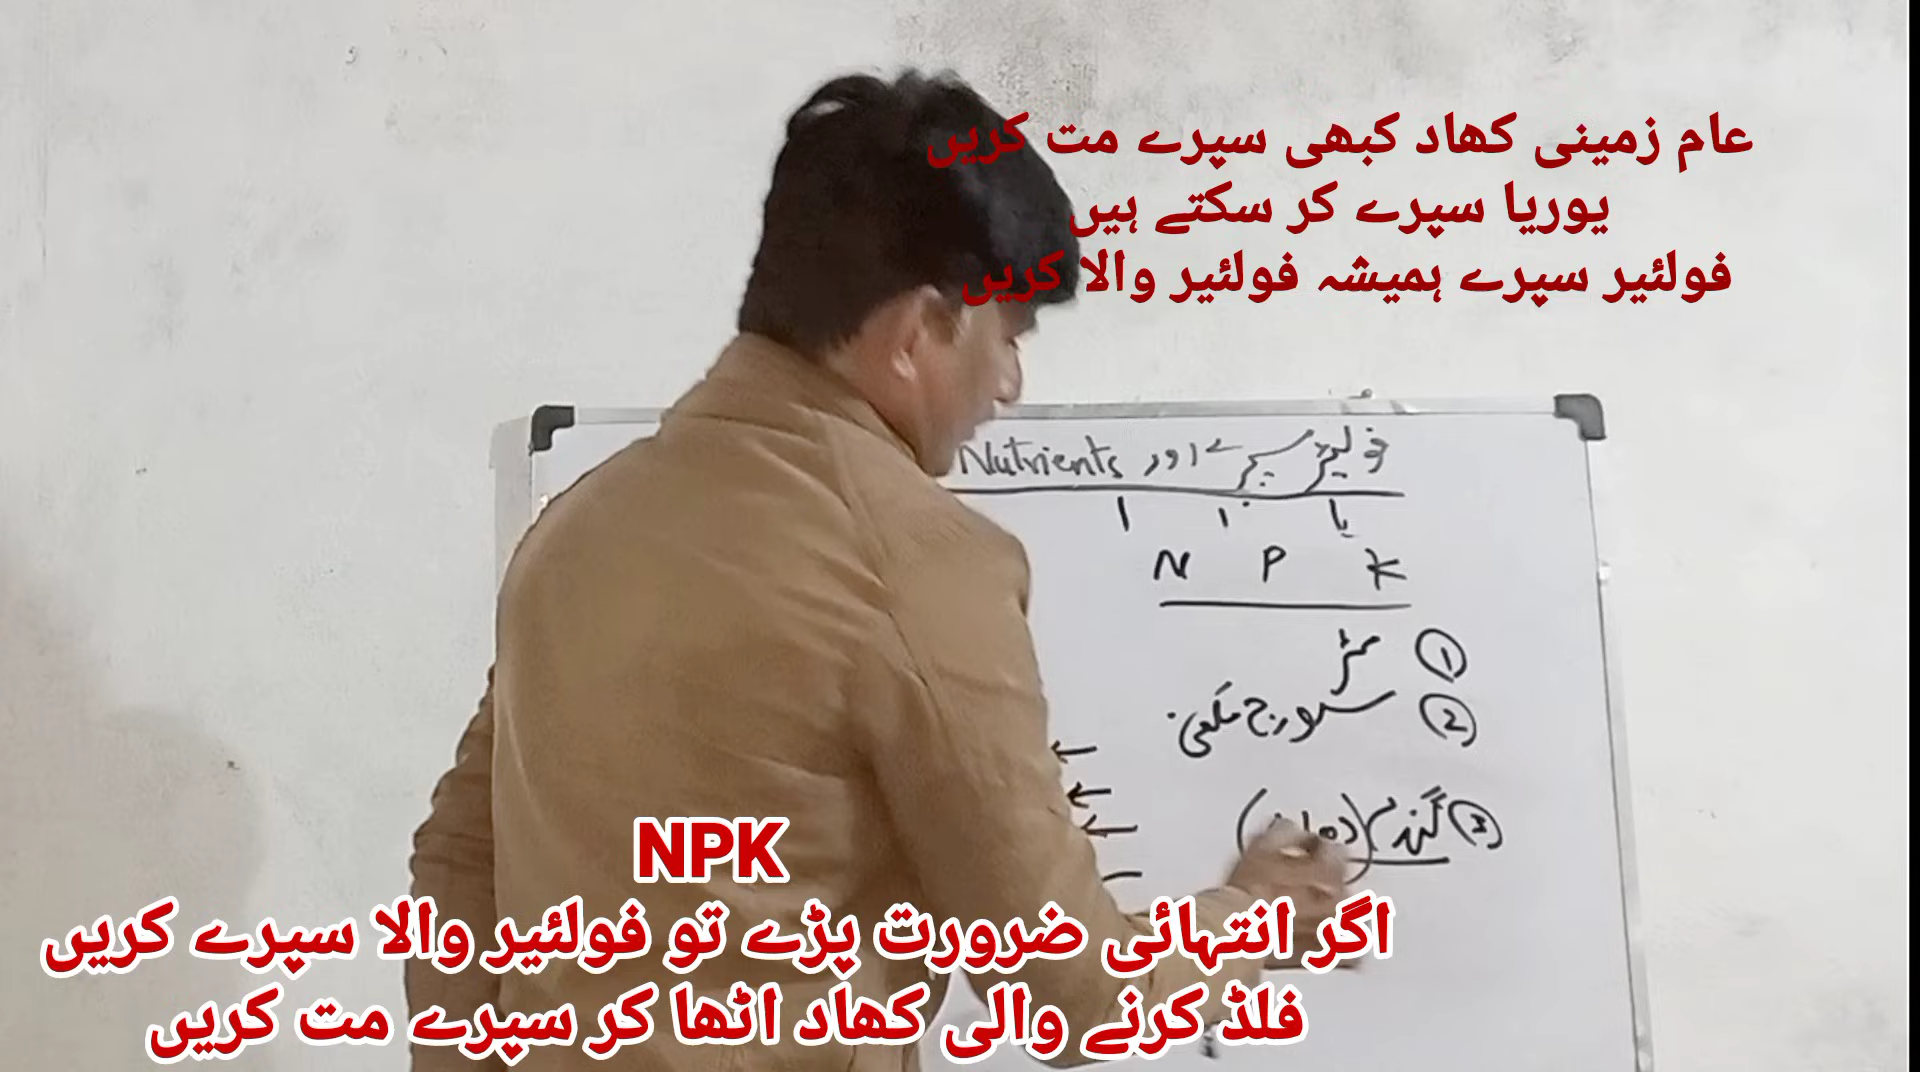 عام زمینی کھاد کبھی سپرے مت کریں
یوریا سپرے کر سکتے ہیں
فولئیر سپرے ہمیشہ فولئیر والا کریں
فولیئر سپرے اور Nutrients
N P K
① مٹر
② سورج مکھی
③ گندم
NPK
اگر انتہائی ضرورت پڑے تو فولئیر والا سپرے کریں
فلڈ کرنے والی کھاد اٹھا کر سپرے مت کریں